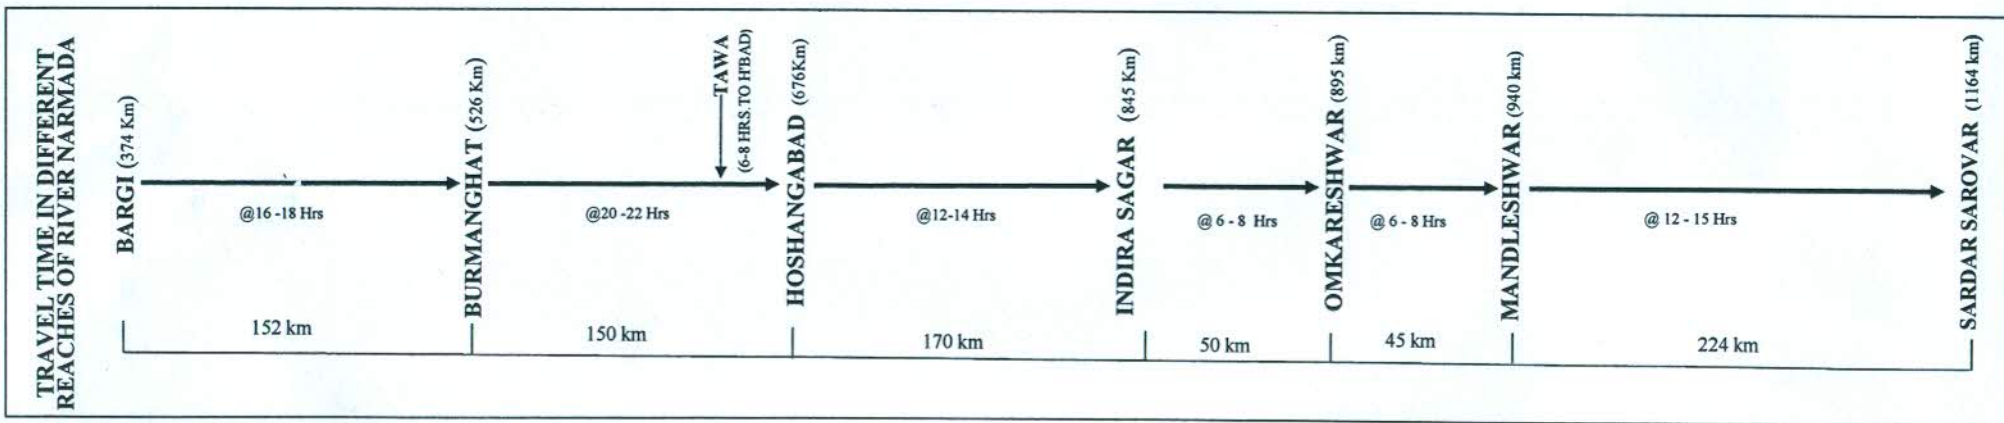 TRAVEL TIME IN DIFFERENT
REACHES OF RIVER NARMADA
BARGI (374 Km)
@16 -18 Hrs
BURMANGHAT (526 Km)
@20 -22 Hrs
TAWA
(6-8 HRS. TO H'BAD)
HOSHANGABAD (676Km)
@12-14 Hrs
INDIRA SAGAR (845 Km)
@ 6 - 8 Hrs
OMKARESHWAR (895 km)
@ 6 - 8 Hrs
MANDLESHWAR (940 km)
@ 12 - 15 Hrs
SARDAR SAROVAR (1164 km)
152 km
150 km
170 km
50 km
45 km
224 km